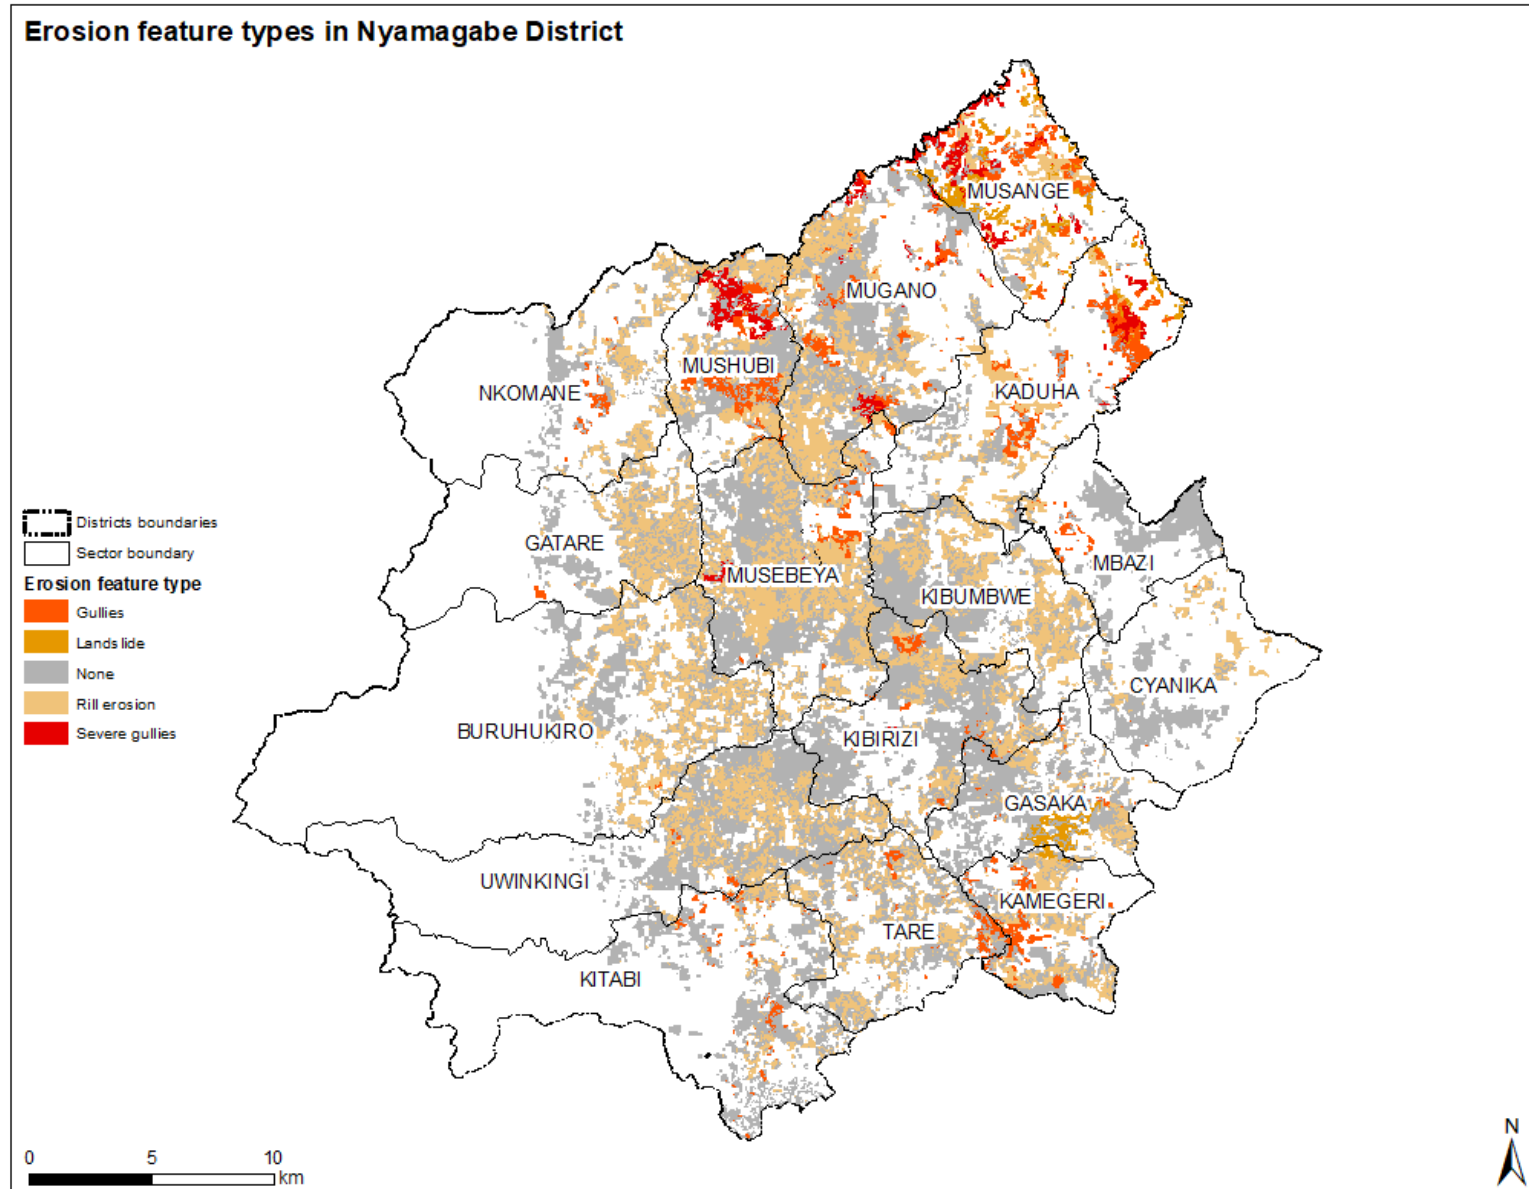 Erosion feature types in Nyamagabe District
MUSANGE
MUGANO
MUSHUBI
NKOMANE
KADUHA
Districts boundaries
Sector boundary
Erosion feature type
Gullies
Landslide
None
Rill erosion
Severe gullies
GATARE
MUSEBEYA
MBAZI
KIBUMBWE
CYANIKA
BURUHUKIRO
KIBIRIZI
GASAKA
UWINKINGI
KAMEGERI
TARE
KITABI
N
0 5 10
km